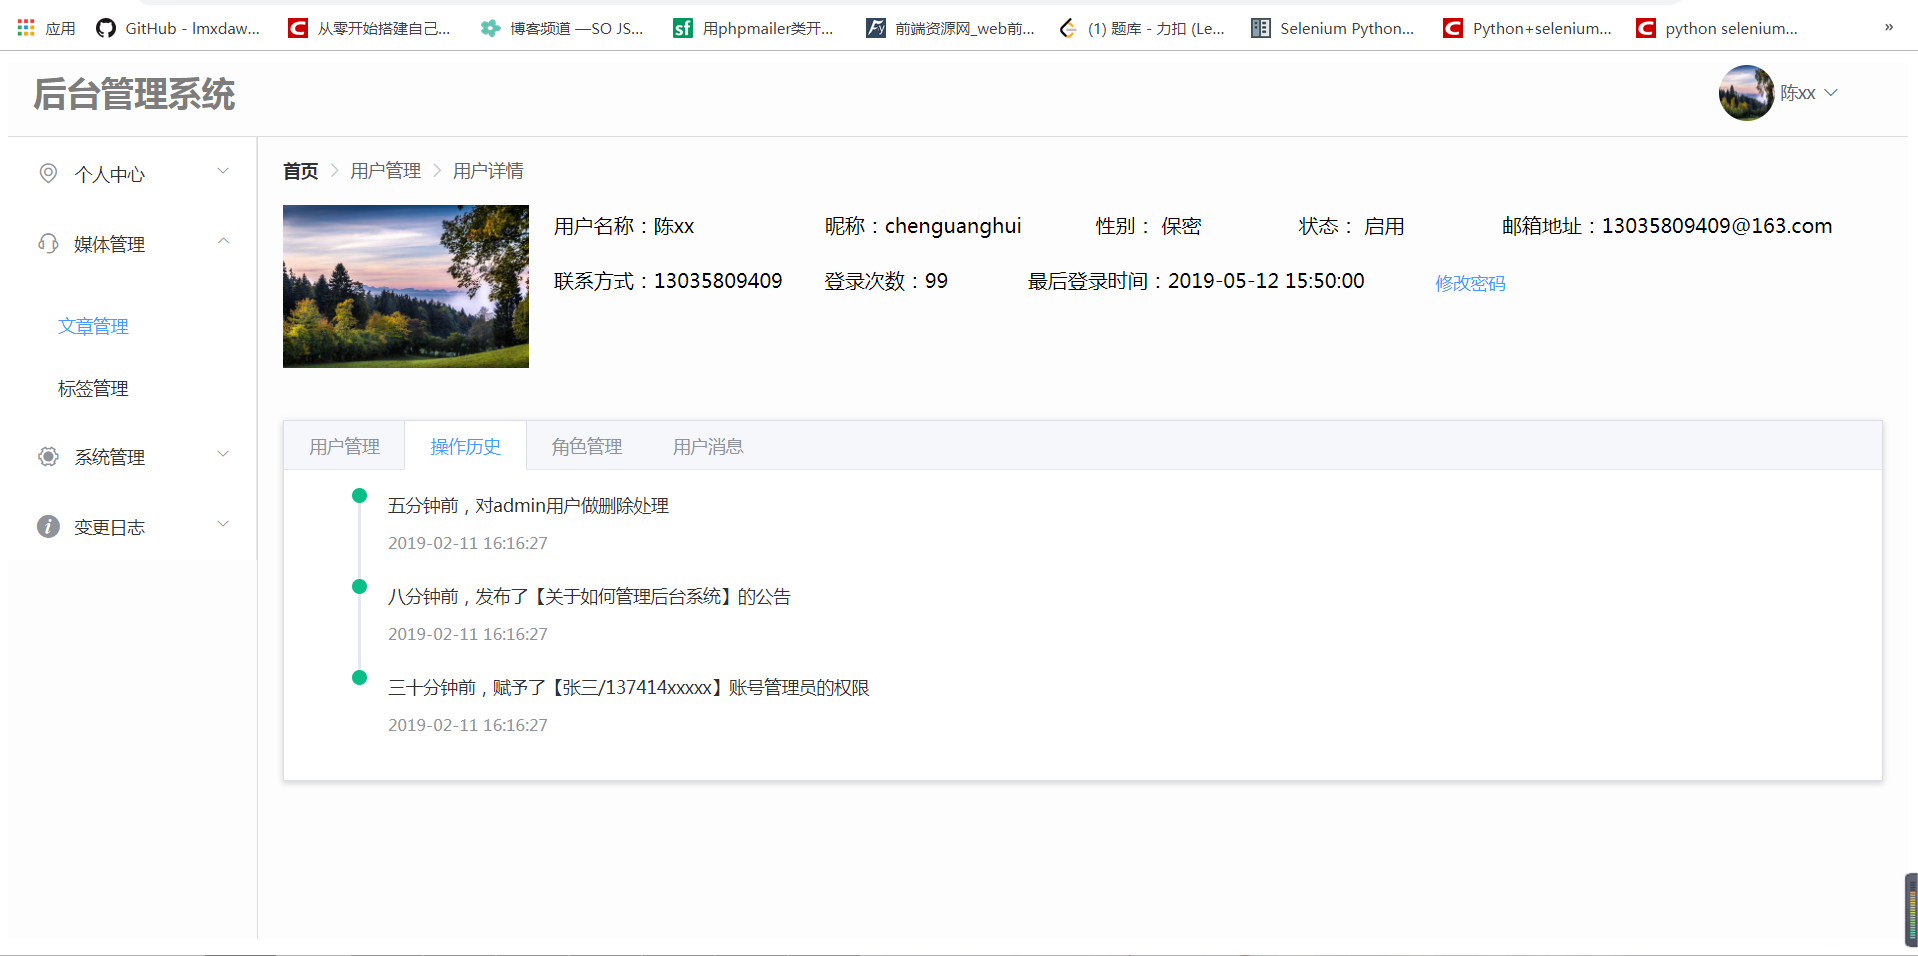 应用 GitHub - lmxdaw... 从零开始搭建自己... 博客频道 —SO JS... 用phpmailer类开... 前端资源网_web前... (1) 题库 - 力扣 (Le... Selenium Python... Python+selenium... python selenium... »
后台管理系统
陈xx
个人中心
媒体管理
文章管理
标签管理
系统管理
变更日志
首页 用户管理 用户详情
用户名称：陈xx 昵称：chenguanghui 性别： 保密 状态： 启用 邮箱地址：13035809409@163.com
联系方式：13035809409 登录次数：99 最后登录时间：2019-05-12 15:50:00 修改密码
用户管理 操作历史 角色管理 用户消息
五分钟前，对admin用户做删除处理
2019-02-11 16:16:27
八分钟前，发布了【关于如何管理后台系统】的公告
2019-02-11 16:16:27
三十分钟前，赋予了【张三/137414xxxxx】账号管理员的权限
2019-02-11 16:16:27